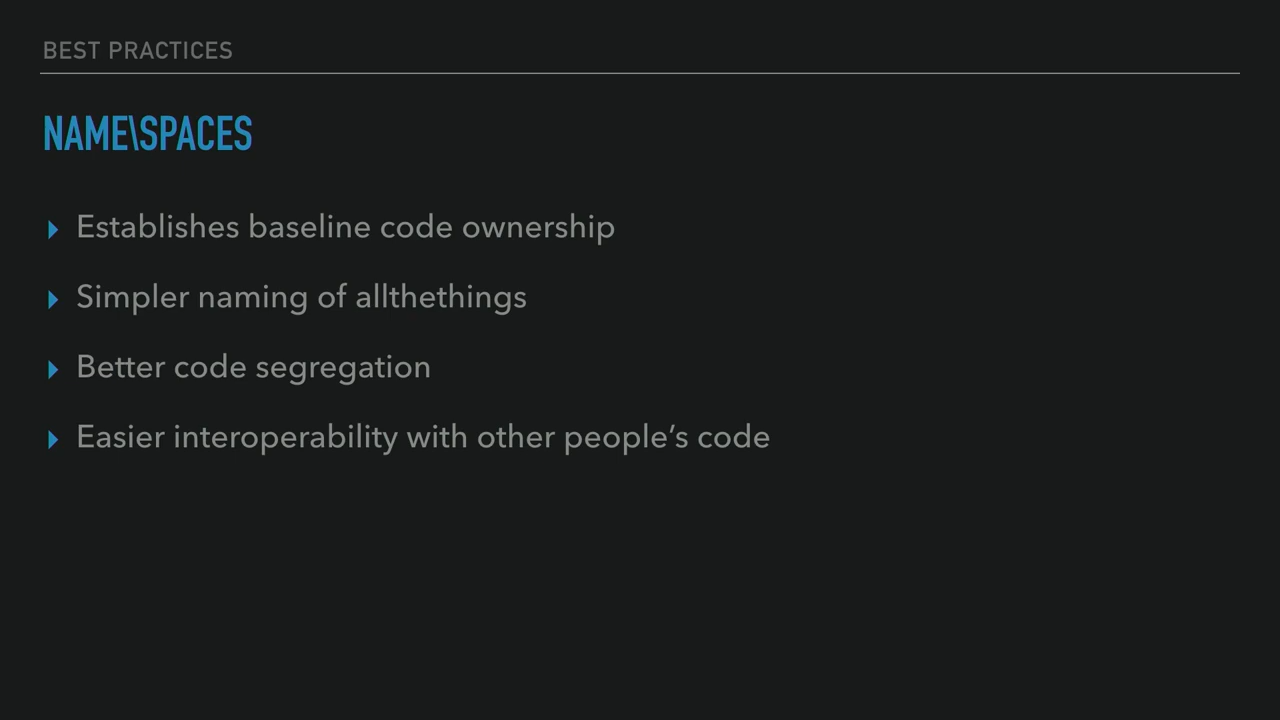 BEST PRACTICES
NAME\SPACES
Establishes baseline code ownership
Simpler naming of allthethings
Better code segregation
Easier interoperability with other people’s code